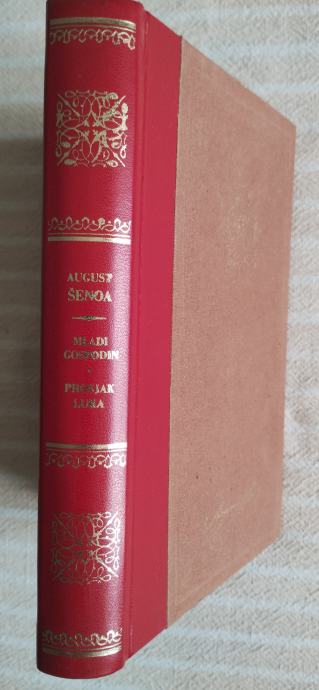 AUGUST
ŠENOA
MLADI
GOSPODIN
PROSJAK
LUKA